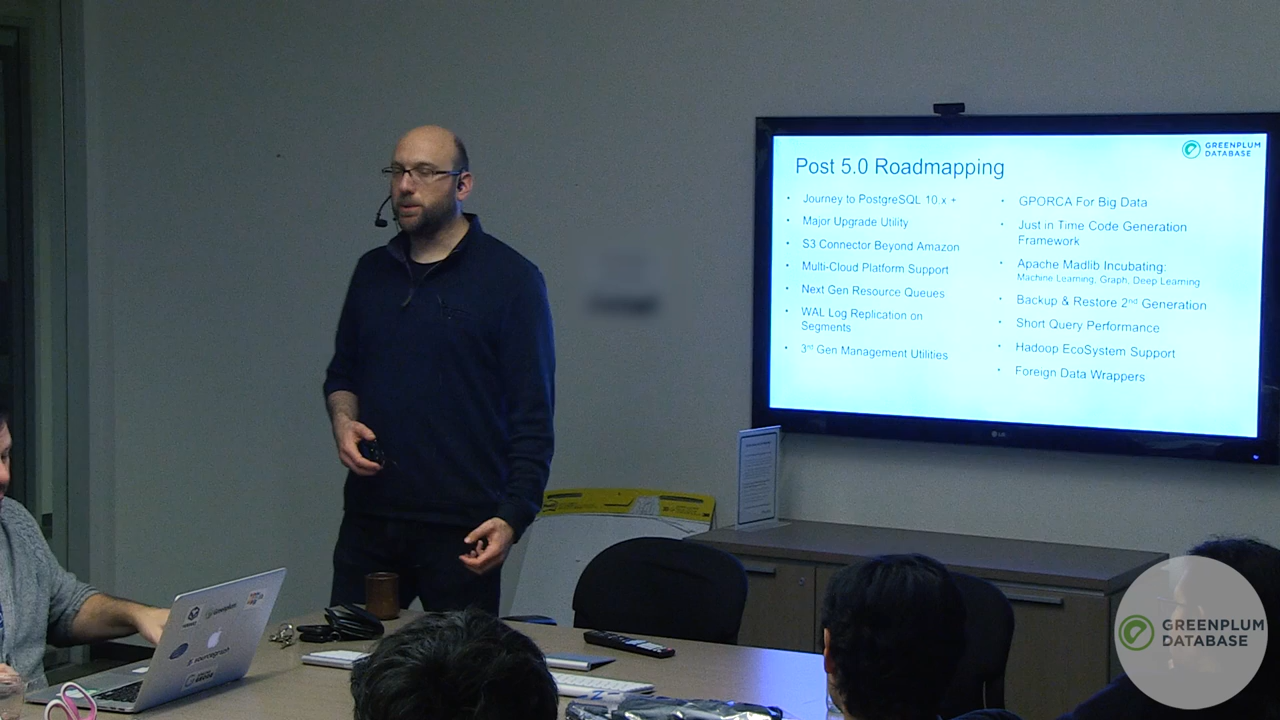 GREENPLUM
DATABASE
Post 5.0 Roadmapping
Journey to PostgreSQL 10.x +
Major Upgrade Utility
S3 Connector Beyond Amazon
Multi-Cloud Platform Support
Next Gen Resource Queues
WAL Log Replication on
Segments
3rd Gen Management Utilities
GPORCA For Big Data
Just in Time Code Generation
Framework
Apache Madlib Incubating:
Machine Learning, Graph, Deep Learning
Backup & Restore 2nd Generation
Short Query Performance
Hadoop EcoSystem Support
Foreign Data Wrappers
LG
Greenplum
sourcegraph
GREENPLUM
DATABASE